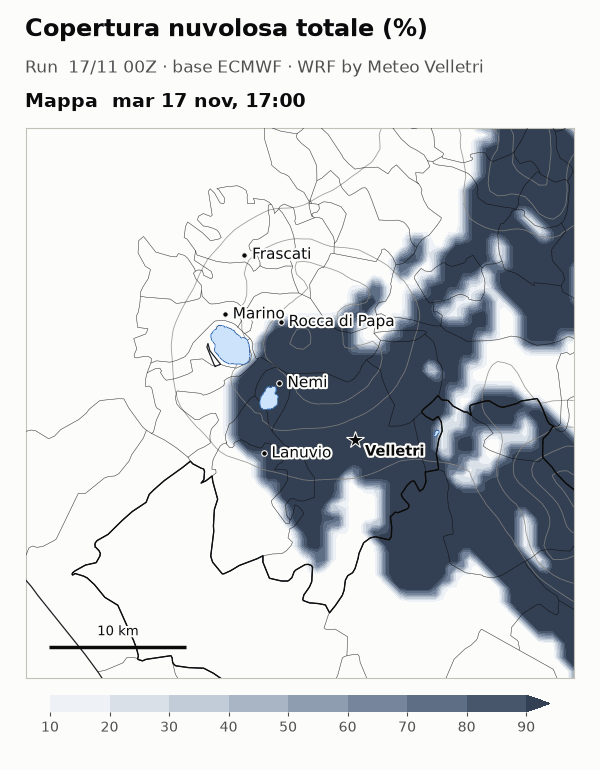 Copertura nuvolosa totale (%)
Run  17/11 00Z · base ECMWF · WRF by Meteo Velletri
Mappa  mar 17 nov, 17:00
Frascati
Marino
Rocca di Papa
Nemi
Velletri
Lanuvio
10 km
10 20 30 40 50 60 70 80 90